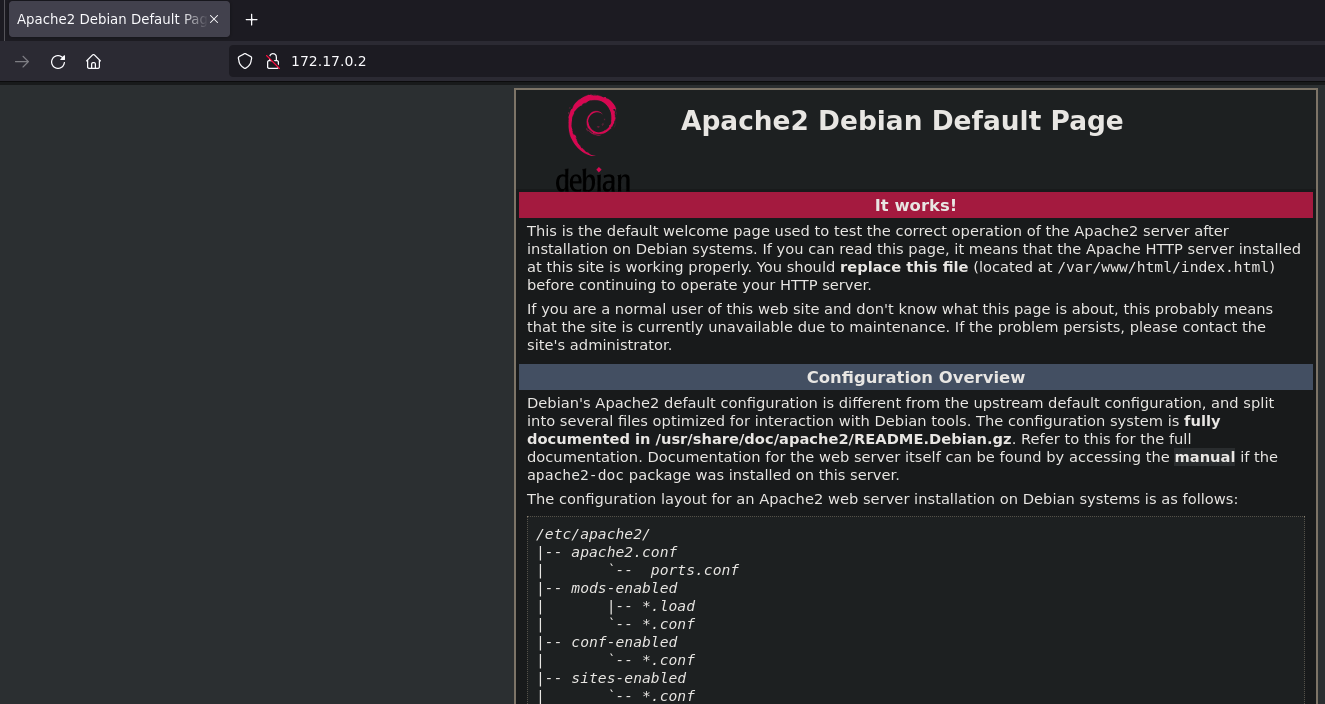 Apache2 Debian Default Pag
172.17.0.2
debian
Apache2 Debian Default Page
It works!
This is the default welcome page used to test the correct operation of the Apache2 server after
installation on Debian systems. If you can read this page, it means that the Apache HTTP server installed
at this site is working properly. You should replace this file (located at /var/www/html/index.html)
before continuing to operate your HTTP server.
If you are a normal user of this web site and don't know what this page is about, this probably means
that the site is currently unavailable due to maintenance. If the problem persists, please contact the
site's administrator.
Configuration Overview
Debian's Apache2 default configuration is different from the upstream default configuration, and split
into several files optimized for interaction with Debian tools. The configuration system is fully
documented in /usr/share/doc/apache2/README.Debian.gz. Refer to this for the full
documentation. Documentation for the web server itself can be found by accessing the manual if the
apache2-doc package was installed on this server.
The configuration layout for an Apache2 web server installation on Debian systems is as follows:
/etc/apache2/
|-- apache2.conf
|       `--  ports.conf
|-- mods-enabled
|       |-- *.load
|       `-- *.conf
|-- conf-enabled
|       `-- *.conf
|-- sites-enabled
|       `-- *.conf